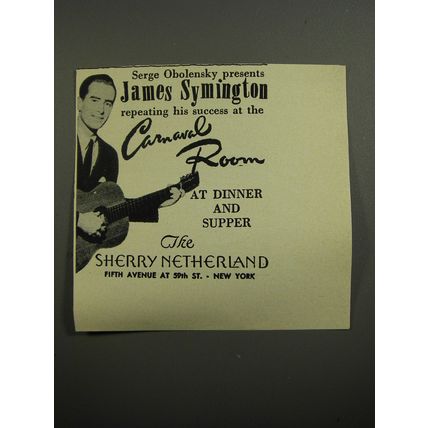 Serge Obolensky presents
James Symington
repeating his success at the
Carnaval
Room
AT DINNER
AND
SUPPER
The
SHERRY NETHERLAND
FIFTH AVENUE AT 59th ST. - NEW YORK